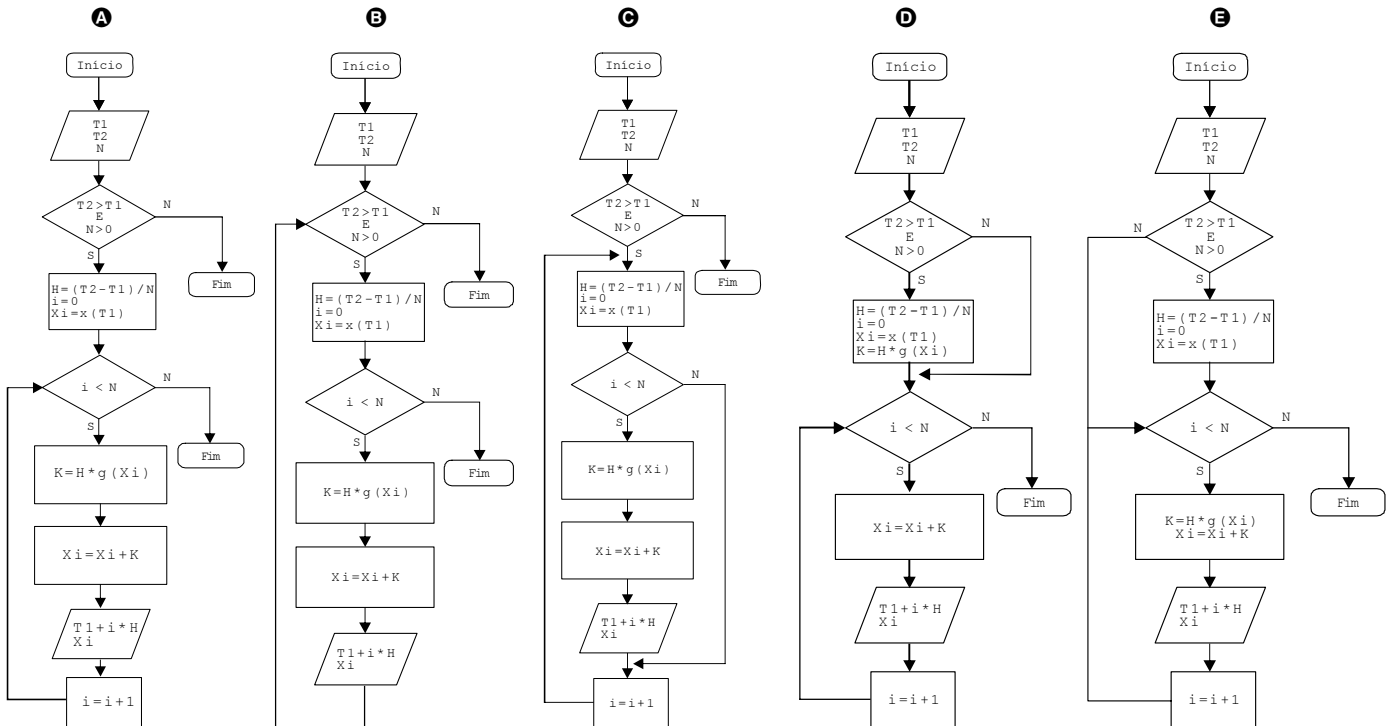 A
Início
T1
T2
N
T2>T1
E
N>0
N
S
Fim
H=(T2-T1)/N
i=0
Xi=x(T1)
i < N
N
S
Fim
K=H*g(Xi)
Xi=Xi+K
T1+i*H
Xi
i=i+1
B
Início
T1
T2
N
T2>T1
E
N>0
N
S
Fim
H=(T2-T1)/N
i=0
Xi=x(T1)
i < N
N
S
Fim
K=H*g(Xi)
Xi=Xi+K
T1+i*H
Xi
C
Início
T1
T2
N
T2>T1
E
N>0
N
S
Fim
H=(T2-T1)/N
i=0
Xi=x(T1)
i < N
N
S
K=H*g(Xi)
Xi=Xi+K
T1+i*H
Xi
i=i+1
D
Início
T1
T2
N
T2>T1
E
N>0
N
S
H=(T2-T1)/N
i=0
Xi=x(T1)
K=H*g(Xi)
i < N
N
S
Fim
Xi=Xi+K
T1+i*H
Xi
i=i+1
E
Início
T1
T2
N
N
T2>T1
E
N>0
S
H=(T2-T1)/N
i=0
Xi=x(T1)
i < N
N
S
Fim
K=H*g(Xi)
Xi=Xi+K
T1+i*H
Xi
i=i+1